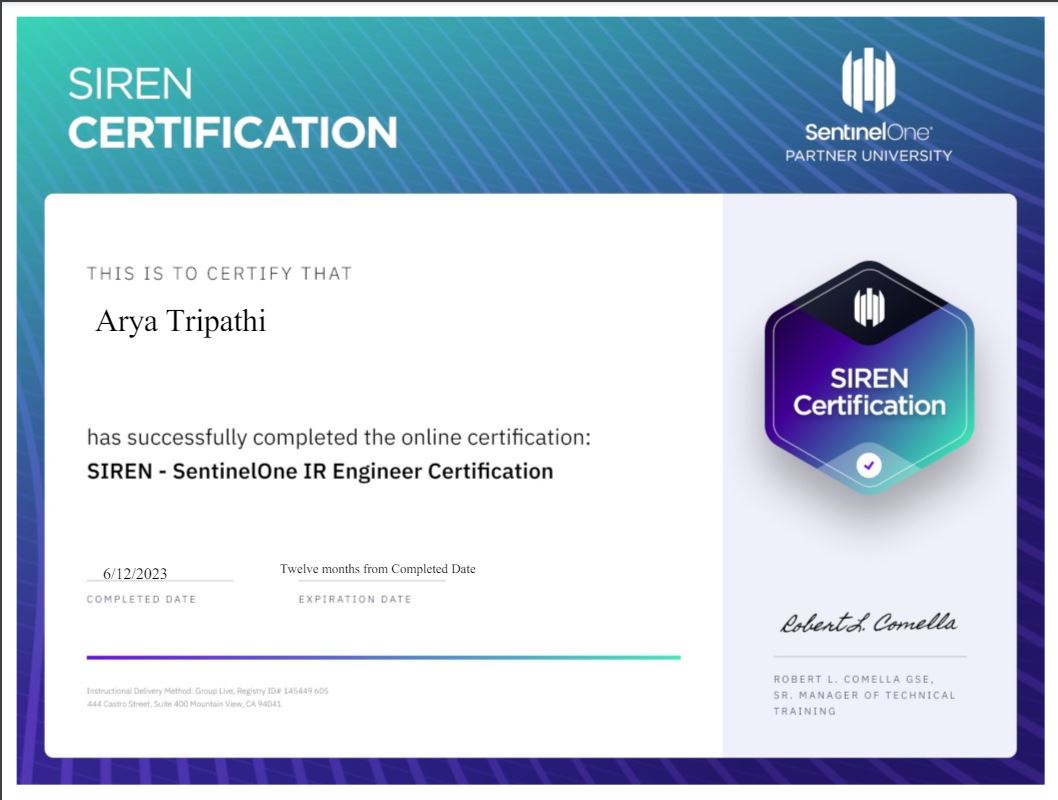 SIREN
CERTIFICATION
SentinelOne
PARTNER UNIVERSITY
THIS IS TO CERTIFY THAT
Arya Tripathi
has successfully completed the online certification:
SIREN - SentinelOne IR Engineer Certification
6/12/2023
COMPLETED DATE
Twelve months from Completed Date
EXPIRATION DATE
Instructional Delivery Method: Group Live, Registry ID# 145449 605
444 Castro Street, Suite 400 Mountain View, CA 94041
SIREN
Certification
Robert L. Comella
ROBERT L. COMELLA GSE,
SR. MANAGER OF TECHNICAL
TRAINING